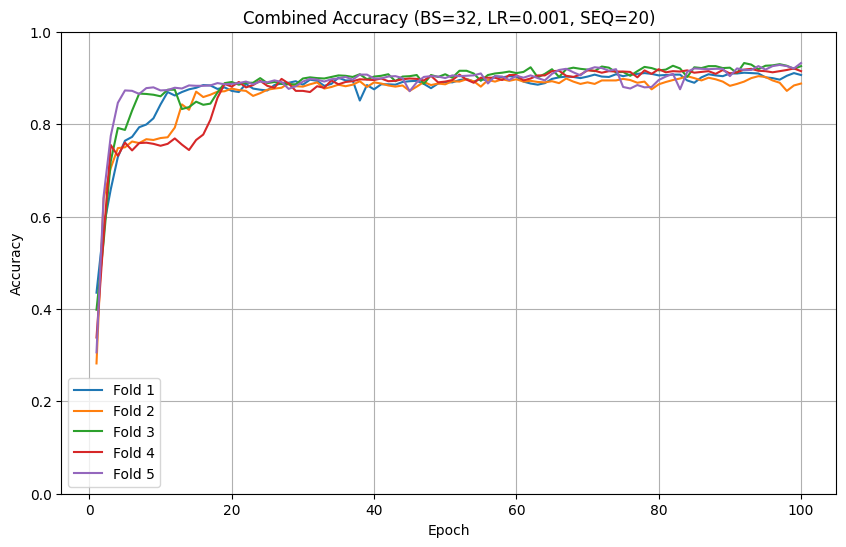 Combined Accuracy (BS=32, LR=0.001, SEQ=20)
1.0
0.8
0.6
0.4
0.2
0.0
Accuracy
Fold 1
Fold 2
Fold 3
Fold 4
Fold 5
0 20 40 60 80 100
Epoch